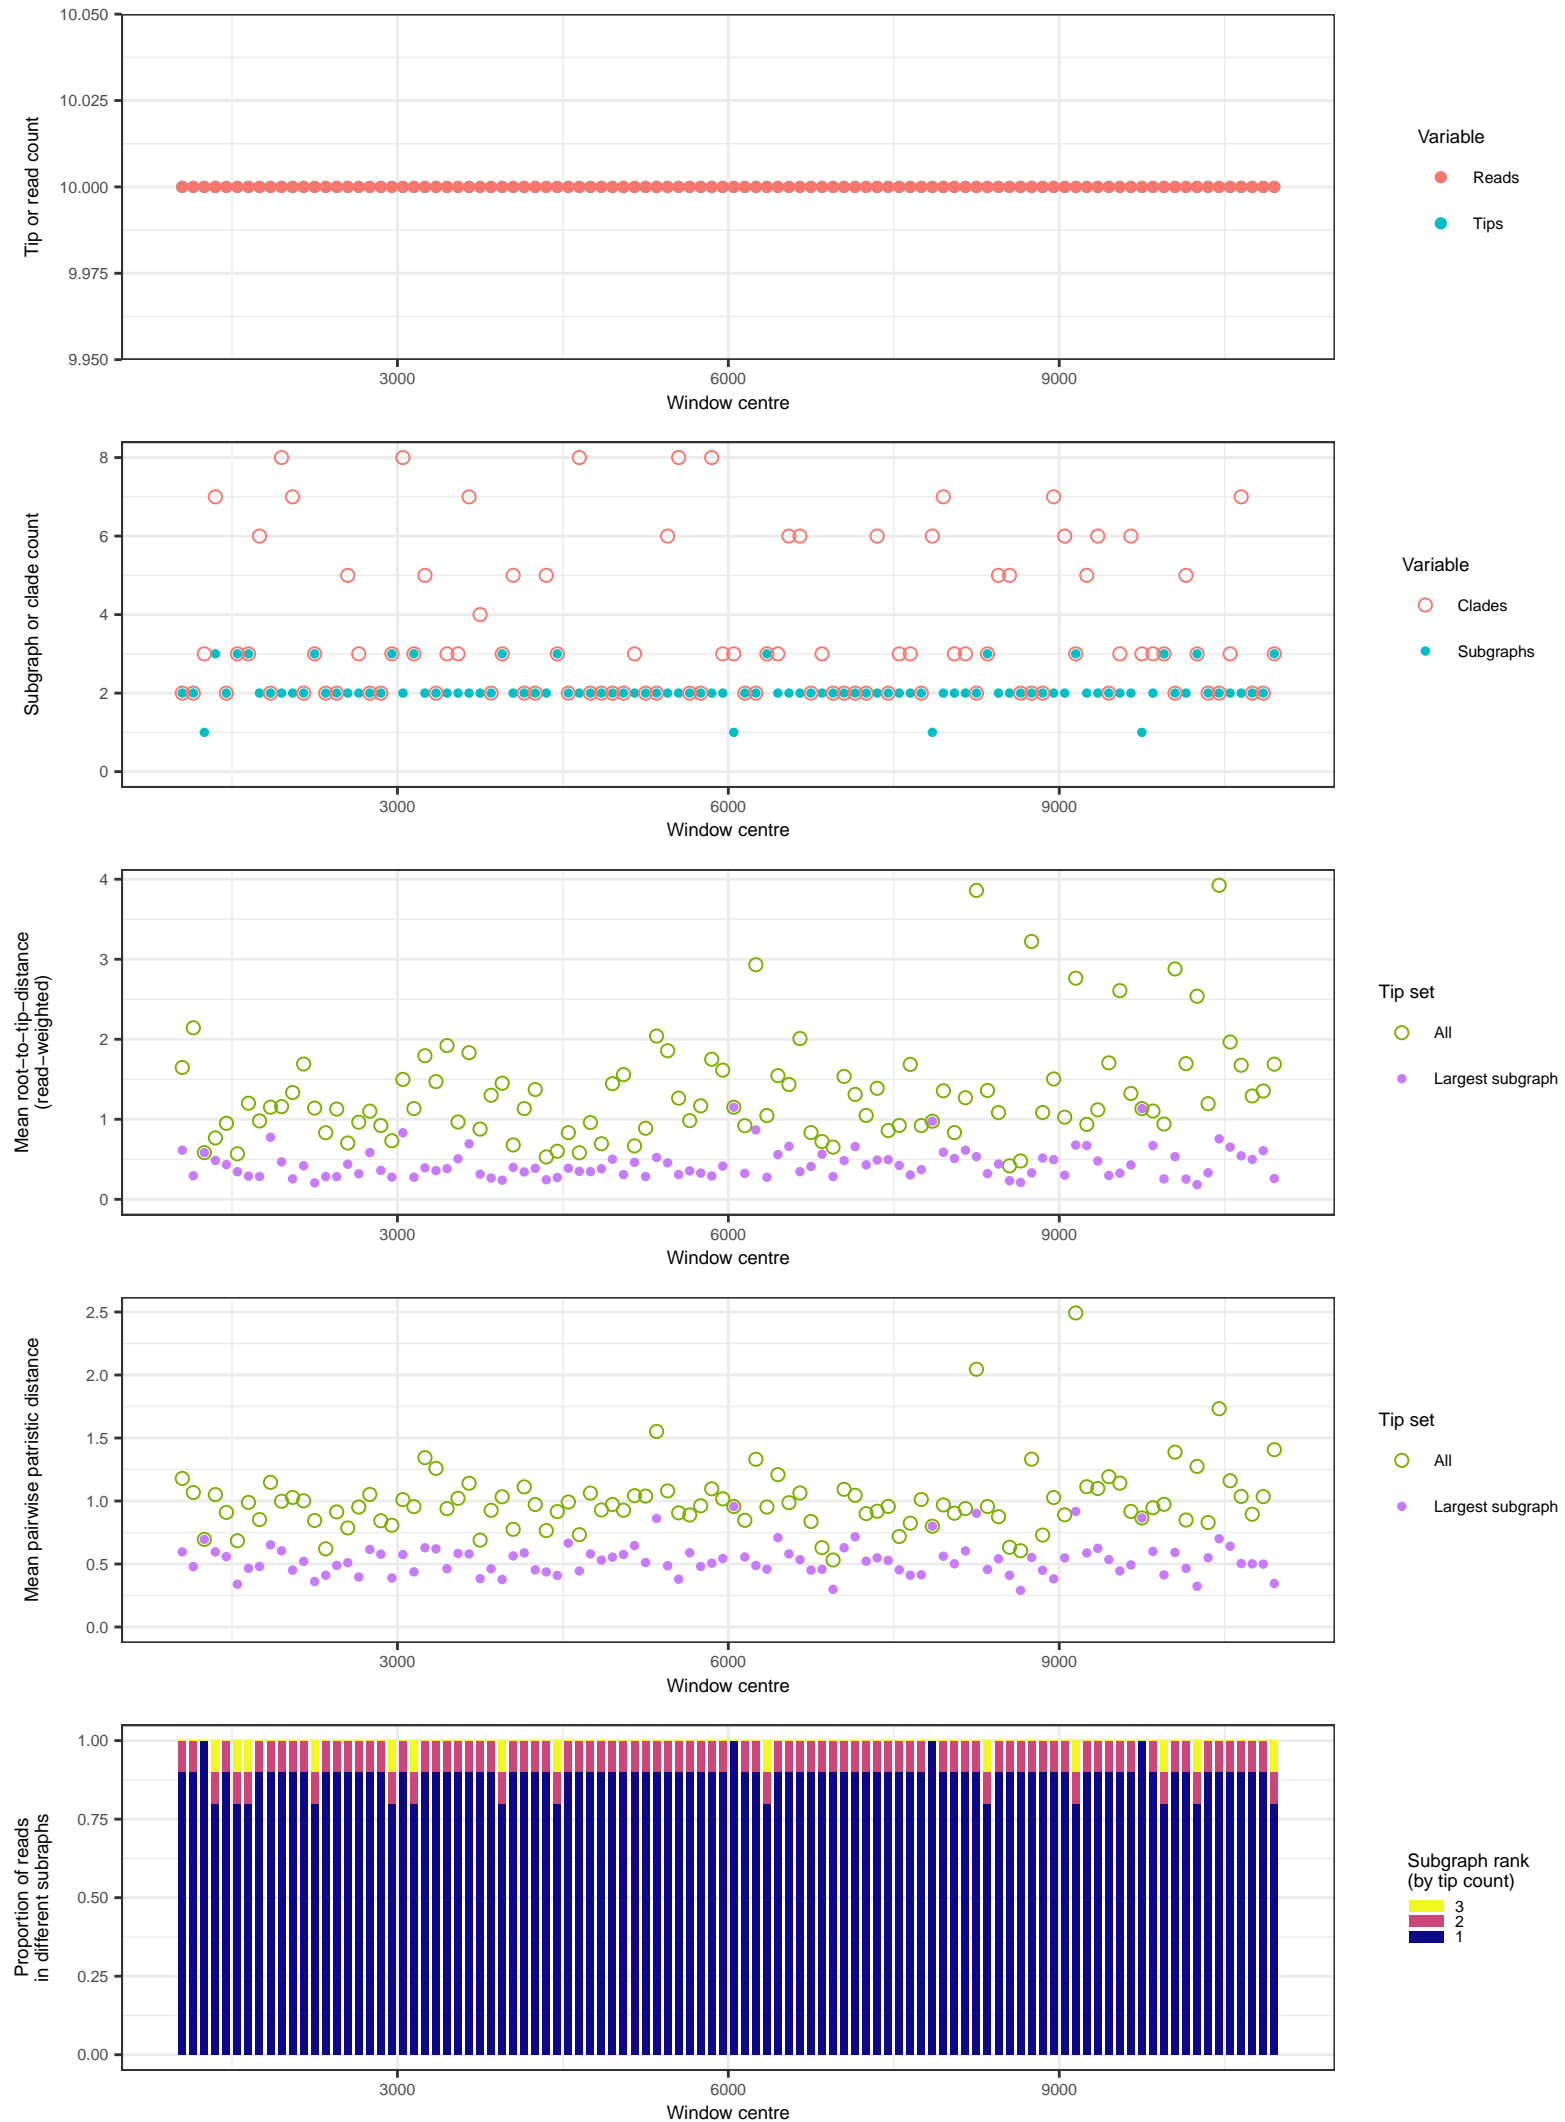 10.050
10.025
10.000
9.975
9.950
Tip or read count
3000
6000
9000
Window centre
Variable
Reads
Tips
8
6
4
2
0
Subgraph or clade count
3000
6000
9000
Window centre
Variable
Clades
Subgraphs
4
3
2
1
0
Mean root−to−tip−distance
(read−weighted)
3000
6000
9000
Window centre
Tip set
All
Largest subgraph
2.5
2.0
1.5
1.0
0.5
0.0
Mean pairwise patristic distance
3000
6000
9000
Window centre
Tip set
All
Largest subgraph
1.00
0.75
0.50
0.25
0.00
Proportion of reads
in different subraphs
3000
6000
9000
Window centre
Subgraph rank
(by tip count)
3
2
1